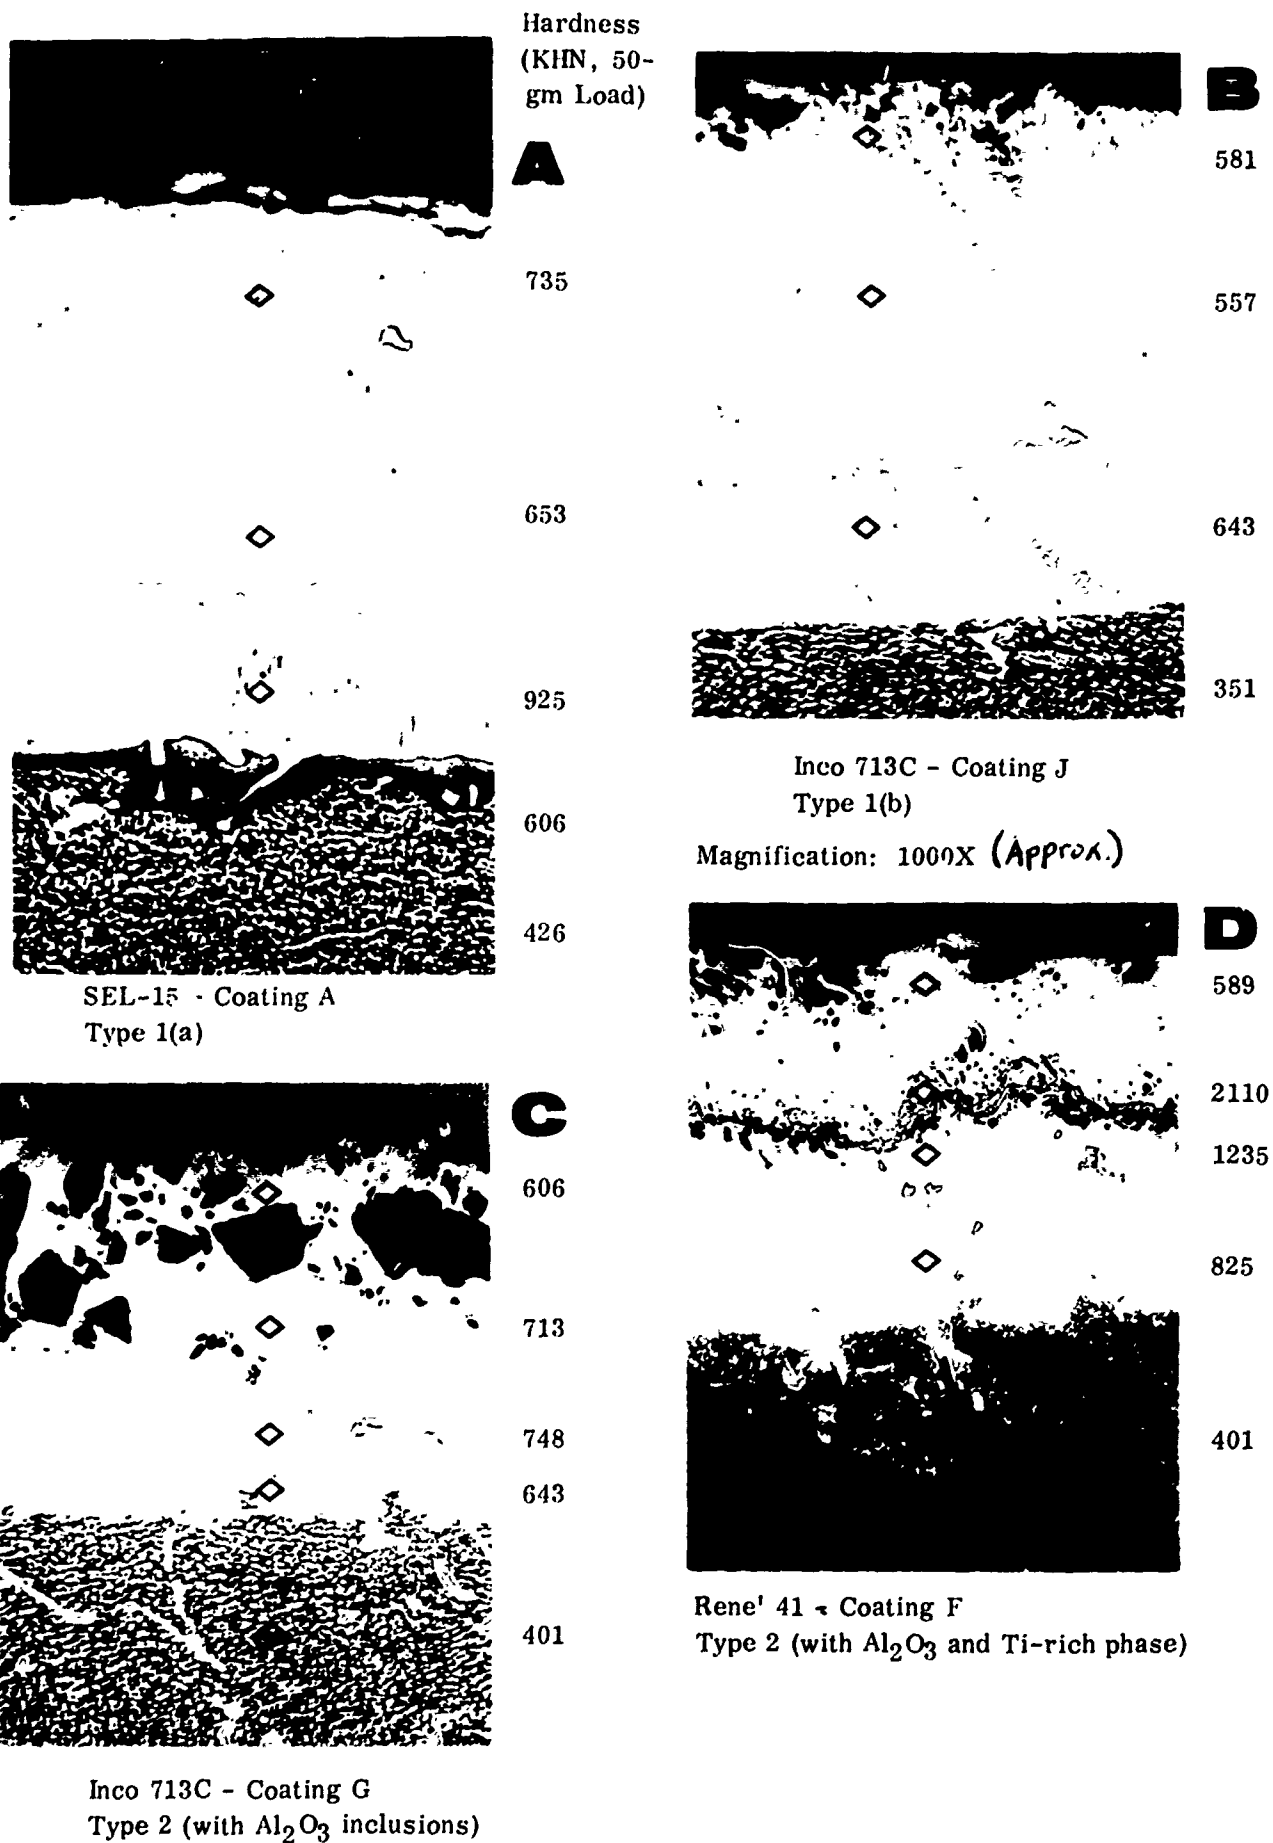 Hardness
(KHN, 50-
gm Load)
A
735
653
925
606
426
SEL-15 - Coating A
Type 1(a)
B
581
557
643
351
Inco 713C - Coating J
Type 1(b)
Magnification: 1000X (Approx.)
C
606
713
748
643
401
Inco 713C - Coating G
Type 2 (with Al2O3 inclusions)
D
589
2110
1235
825
401
Rene' 41 - Coating F
Type 2 (with Al2O3 and Ti-rich phase)